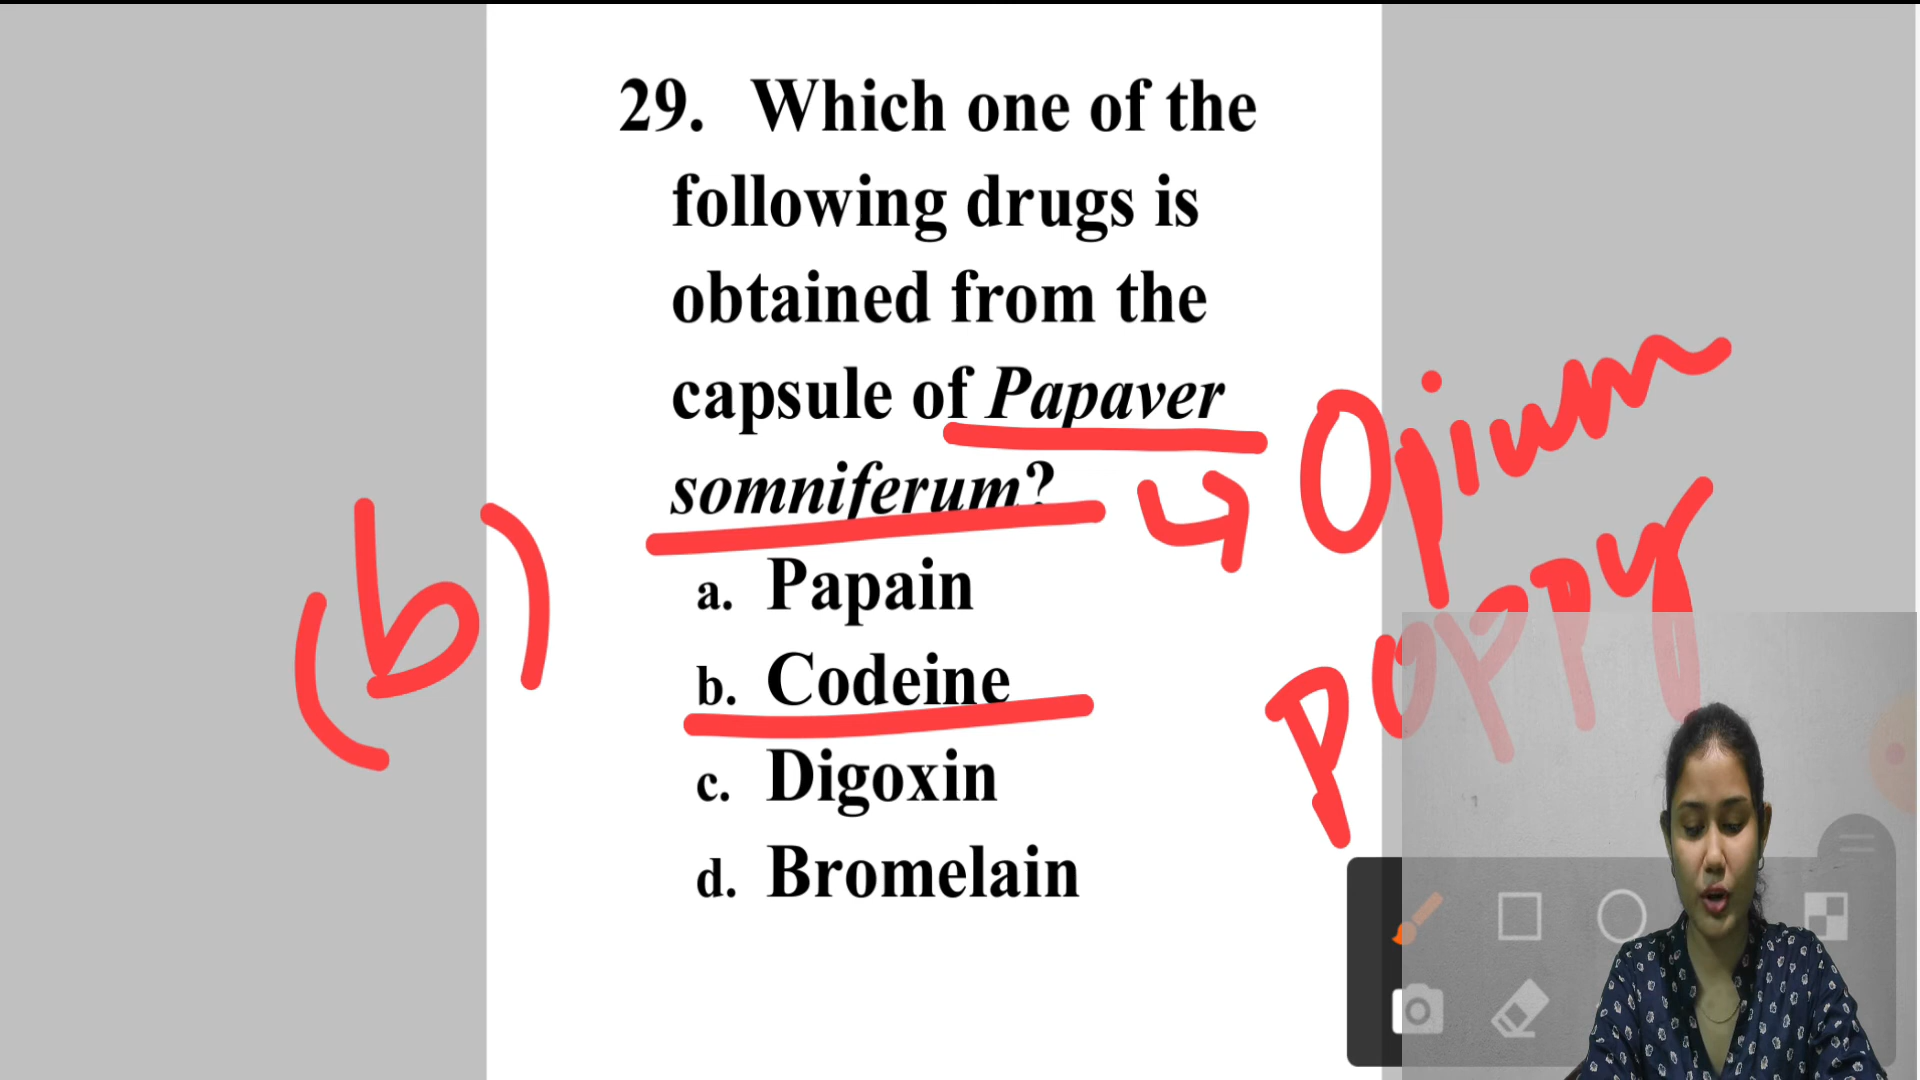 29. Which one of the
following drugs is
obtained from the
capsule of Papaver
somniferum?
a. Papain
b. Codeine
c. Digoxin
d. Bromelain
(b)
Opium
poppy